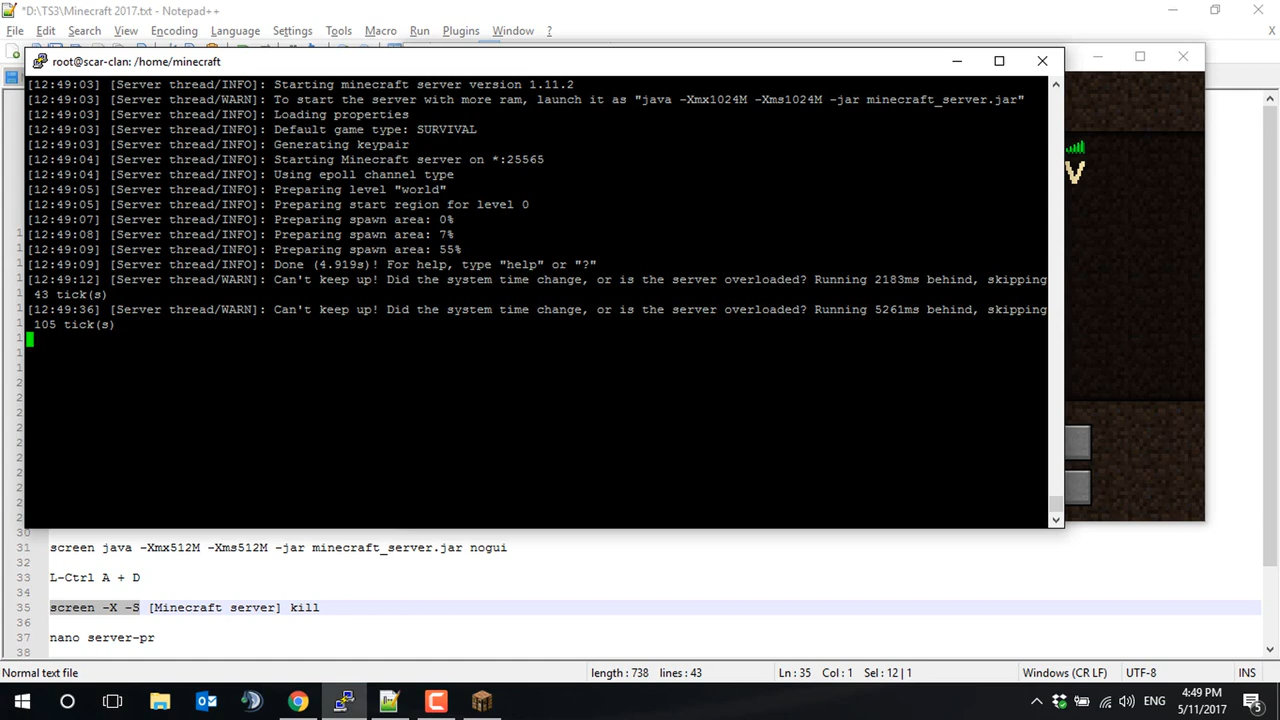 *D:\TS3\Minecraft 2017.txt - Notepad++
File Edit Search View Encoding Language Settings Tools Macro Run Plugins Window ?
X
root@scar-clan: /home/minecraft
[12:49:03] [Server thread/INFO]: Starting minecraft server version 1.11.2
[12:49:03] [Server thread/WARN]: To start the server with more ram, launch it as "java -Xmx1024M -Xms1024M -jar minecraft_server.jar"
[12:49:03] [Server thread/INFO]: Loading properties
[12:49:03] [Server thread/INFO]: Default game type: SURVIVAL
[12:49:03] [Server thread/INFO]: Generating keypair
[12:49:04] [Server thread/INFO]: Starting Minecraft server on *:25565
[12:49:04] [Server thread/INFO]: Using epoll channel type
[12:49:05] [Server thread/INFO]: Preparing level "world"
[12:49:05] [Server thread/INFO]: Preparing start region for level 0
[12:49:07] [Server thread/INFO]: Preparing spawn area: 0%
[12:49:08] [Server thread/INFO]: Preparing spawn area: 7%
[12:49:09] [Server thread/INFO]: Preparing spawn area: 55%
[12:49:09] [Server thread/INFO]: Done (4.919s)! For help, type "help" or "?"
[12:49:12] [Server thread/WARN]: Can't keep up! Did the system time change, or is the server overloaded? Running 2183ms behind, skipping
43 tick(s)
[12:49:36] [Server thread/WARN]: Can't keep up! Did the system time change, or is the server overloaded? Running 5261ms behind, skipping
105 tick(s)
V
30
31 screen java -Xmx512M -Xms512M -jar minecraft_server.jar nogui
32
33 L-Ctrl A + D
34
35 screen -X -S [Minecraft server] kill
36
37 nano server-pr
38
Normal text file length : 738 lines : 43 Ln : 35 Col : 1 Sel : 12 | 1 Windows (CR LF) UTF-8 INS
ENG
4:49 PM
5/11/2017
5